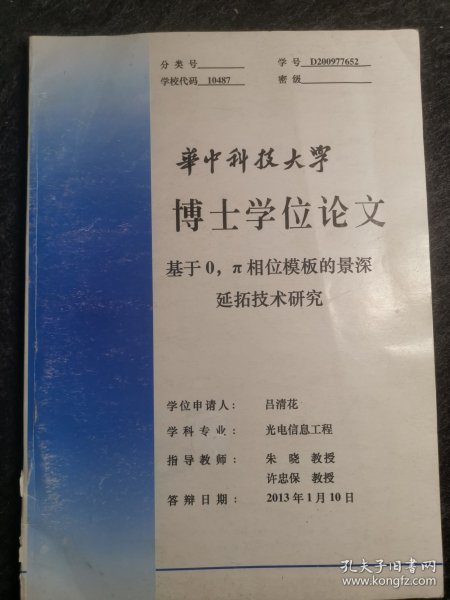 分类号 学号 D200977652
学校代码 10487 密级
華中科技大学
博士学位论文
基于0，π相位模板的景深
延拓技术研究
学位申请人： 吕清花
学科专业： 光电信息工程
指导教师： 朱晓 教授
许忠保 教授
答辩日期： 2013年1月10日
孔夫子旧书网
www.kongfz.com